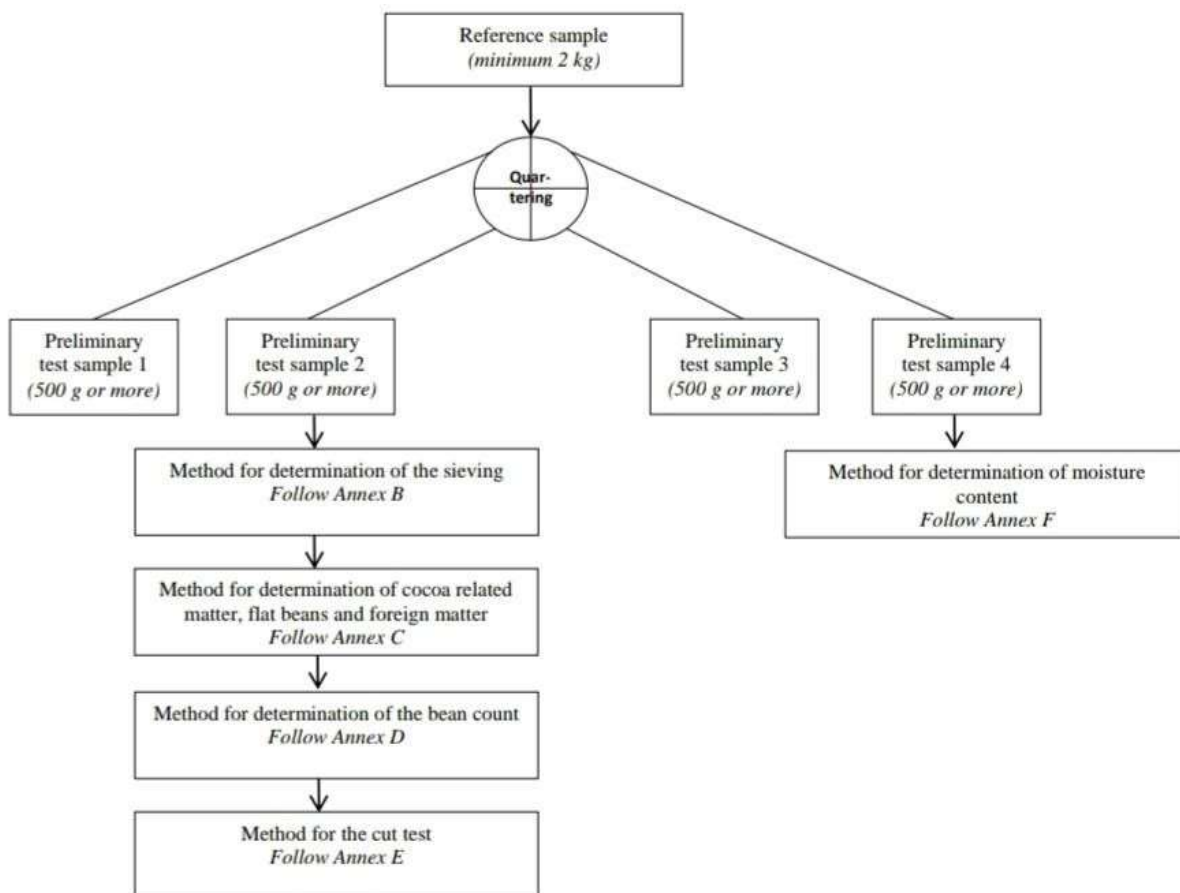 Reference sample
(minimum 2 kg)
Quar-
tering
Preliminary
test sample 1
(500 g or more)
Preliminary
test sample 2
(500 g or more)
Preliminary
test sample 3
(500 g or more)
Preliminary
test sample 4
(500 g or more)
Method for determination of the sieving
Follow Annex B
Method for determination of moisture
content
Follow Annex F
Method for determination of cocoa related
matter, flat beans and foreign matter
Follow Annex C
Method for determination of the bean count
Follow Annex D
Method for the cut test
Follow Annex E